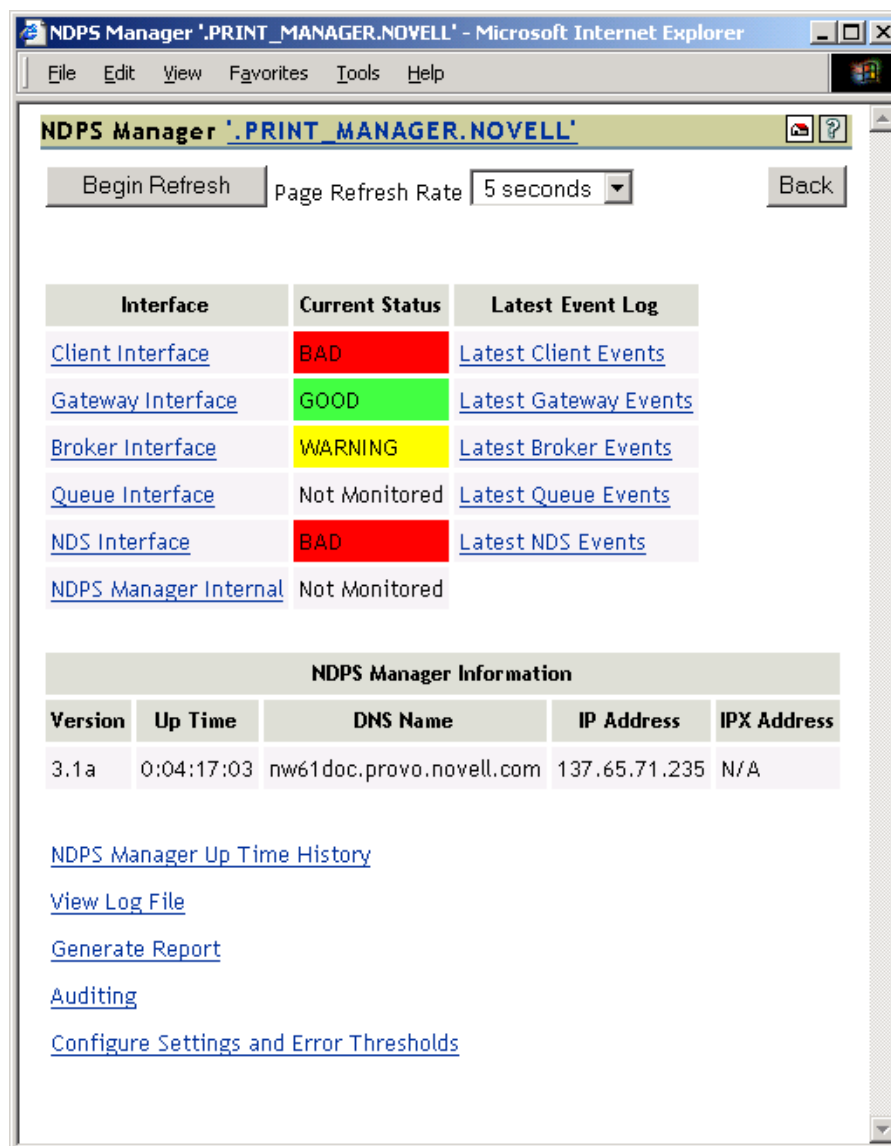 NDPS Manager '.PRINT_MANAGER.NOVELL' - Microsoft Internet Explorer
File Edit View Favorites Tools Help
NDPS Manager '.PRINT_MANAGER.NOVELL' ?
Begin Refresh Page Refresh Rate 5 seconds Back
Interface Current Status Latest Event Log
Client Interface BAD Latest Client Events
Gateway Interface GOOD Latest Gateway Events
Broker Interface WARNING Latest Broker Events
Queue Interface Not Monitored Latest Queue Events
NDS Interface BAD Latest NDS Events
NDPS Manager Internal Not Monitored
NDPS Manager Information
Version Up Time DNS Name IP Address IPX Address
3.1a 0:04:17:03 nw61doc.provo.novell.com 137.65.71.235 N/A
NDPS Manager Up Time History
View Log File
Generate Report
Auditing
Configure Settings and Error Thresholds